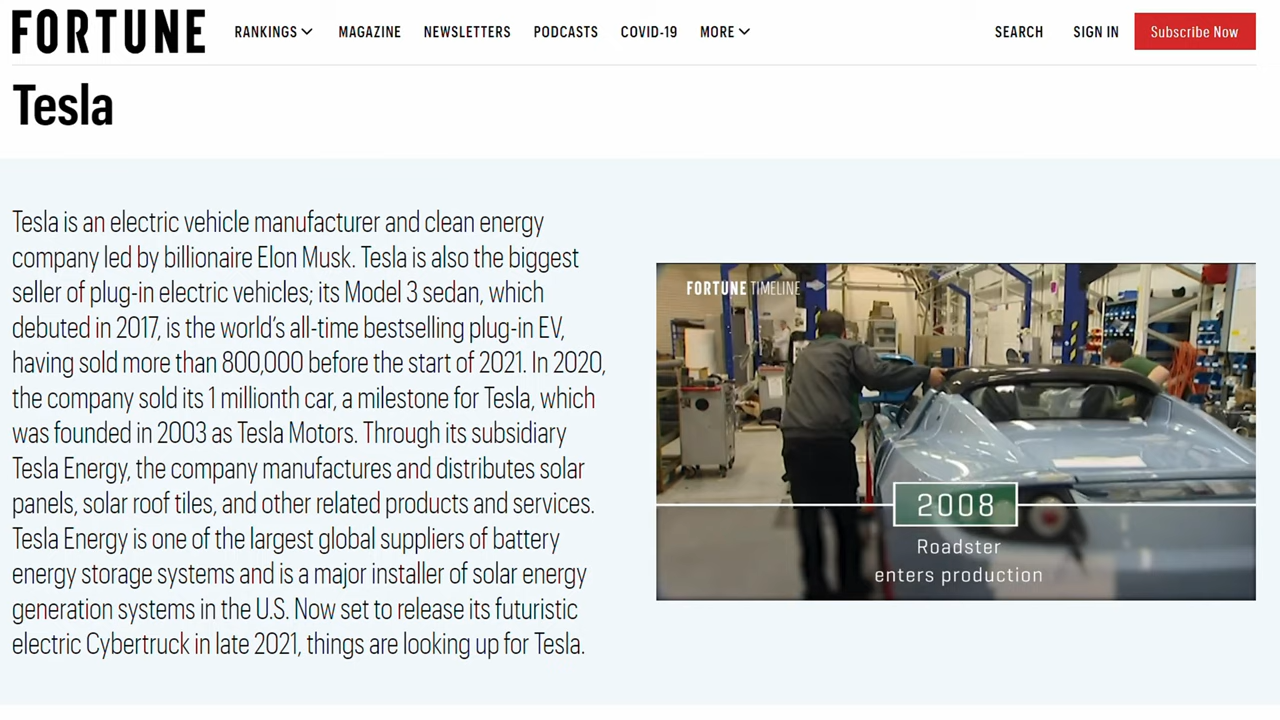 FORTUNE
RANKINGS
MAGAZINE
NEWSLETTERS
PODCASTS
COVID-19
MORE
SEARCH
SIGN IN
Subscribe Now
Tesla
Tesla is an electric vehicle manufacturer and clean energy
company led by billionaire Elon Musk. Tesla is also the biggest
seller of plug-in electric vehicles; its Model 3 sedan, which
debuted in 2017, is the world's all-time bestselling plug-in EV,
having sold more than 800,000 before the start of 2021. In 2020,
the company sold its 1 millionth car, a milestone for Tesla, which
was founded in 2003 as Tesla Motors. Through its subsidiary
Tesla Energy, the company manufactures and distributes solar
panels, solar roof tiles, and other related products and services.
Tesla Energy is one of the largest global suppliers of battery
energy storage systems and is a major installer of solar energy
generation systems in the U.S. Now set to release its futuristic
electric Cybertruck in late 2021, things are looking up for Tesla.
FORTUNE TIMELINE
2008
Roadster
enters production